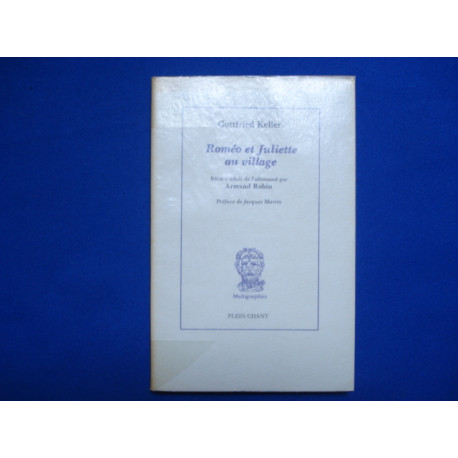 Gottfried Keller
Roméo et Juliette
au village
Récit traduit de l'allemand par
Armand Robin
Préface de Jacques Martin
Multigraphies
PLEIN CHANT